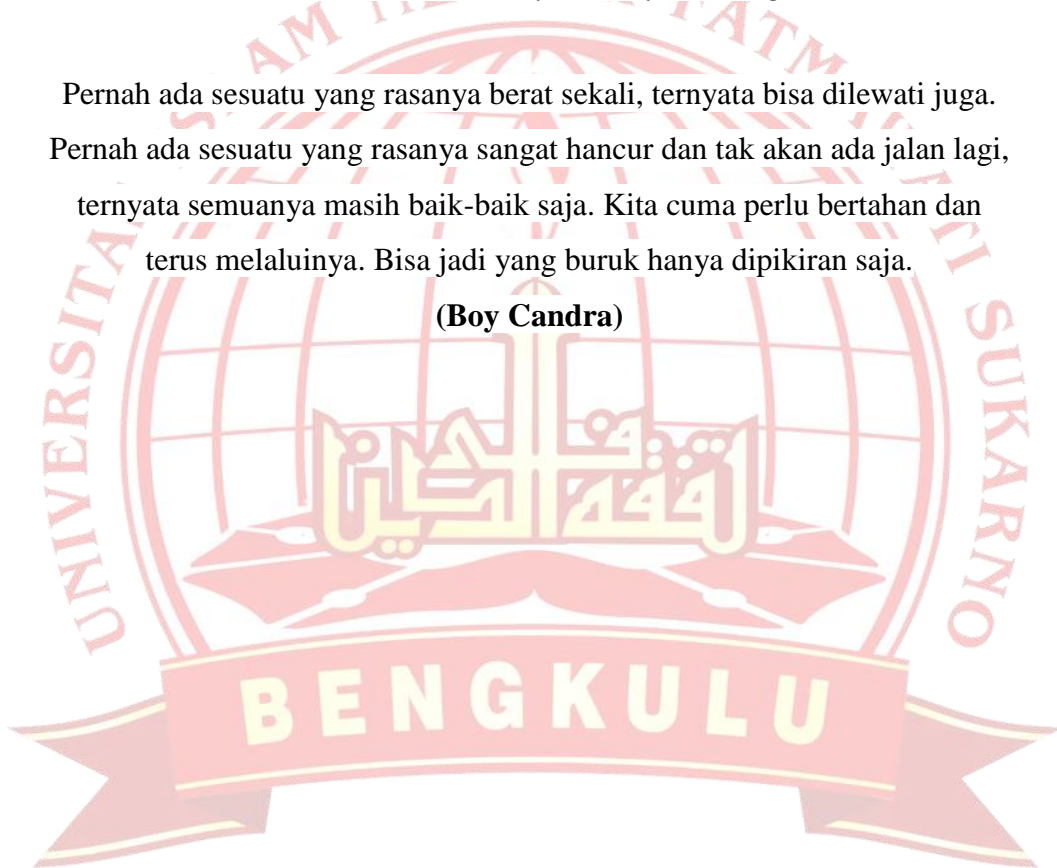 Pernah ada sesuatu yang rasanya berat sekali, ternyata bisa dilewati juga.
Pernah ada sesuatu yang rasanya sangat hancur dan tak akan ada jalan lagi,
ternyata semuanya masih baik-baik saja. Kita cuma perlu bertahan dan
terus melaluinya. Bisa jadi yang buruk hanya dipikiran saja.
(Boy Candra)
SUKARNO
BENGKULU